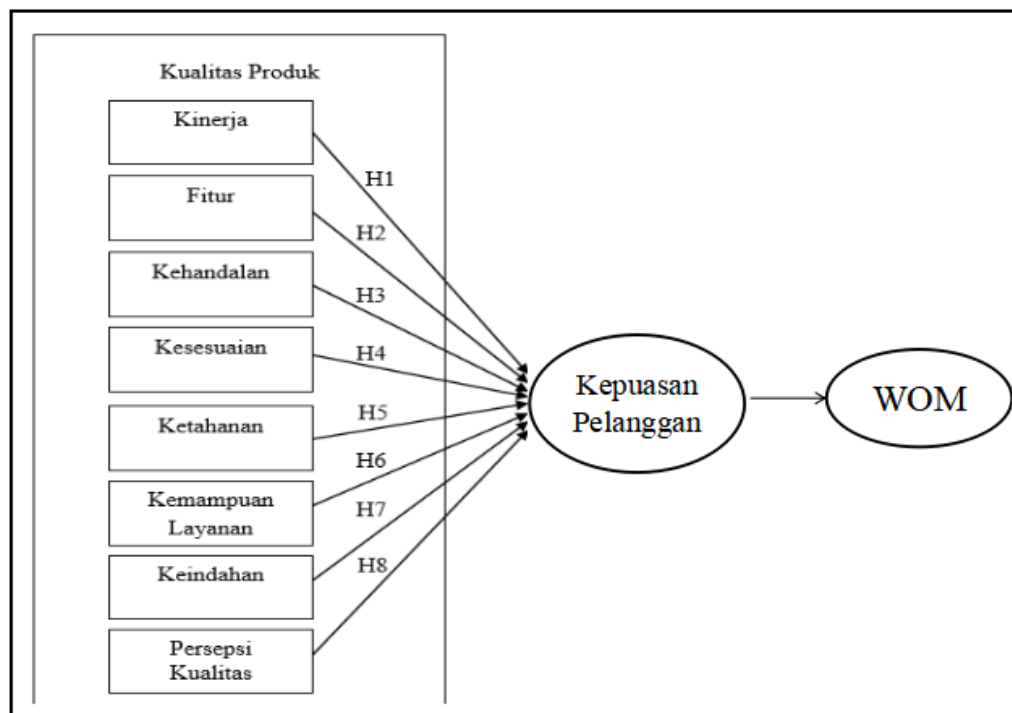 Kualitas Produk
Kinerja
H1
Fitur
H2
Kehandalan
H3
Kesesuaian
H4
Ketahanan
H5
Kemampuan
Layanan
H6
Keindahan
H7
Persepsi
Kualitas
H8
Kepuasan
Pelanggan
WOM